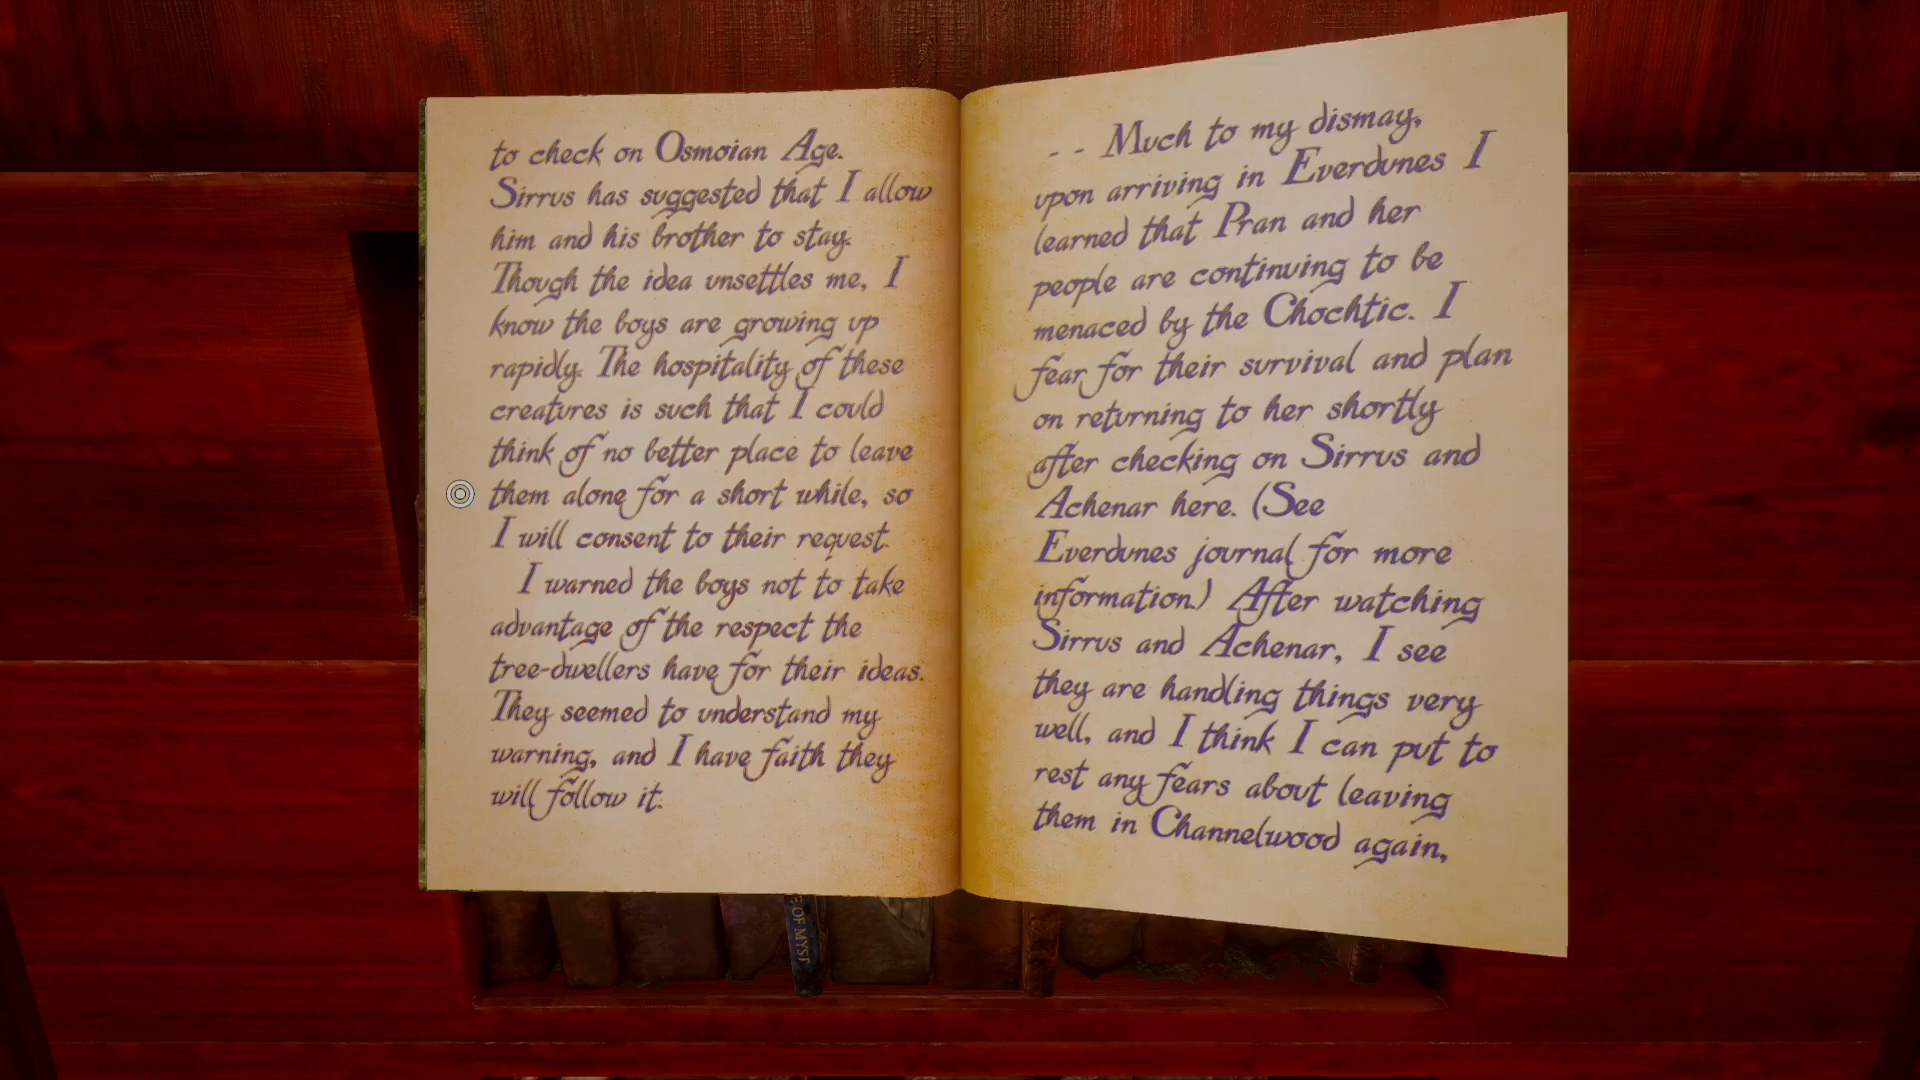 to check on Osmoian Age.
Sirrus has suggested that I allow
him and his brother to stay.
Though the idea unsettles me, I
know the boys are growing up
rapidly. The hospitality of these
creatures is such that I could
think of no better place to leave
them alone for a short while, so
I will consent to their request.
I warned the boys not to take
advantage of the respect the
tree-dwellers have for their ideas.
They seemed to understand my
warning, and I have faith they
will follow it.
-- Much to my dismay,
upon arriving in Everdunes I
learned that Pran and her
people are continuing to be
menaced by the Chochtic. I
fear for their survival and plan
on returning to her shortly
after checking on Sirrus and
Achenar here. (See
Everdunes journal for more
information.) After watching
Sirrus and Achenar, I see
they are handling things very
well, and I think I can put to
rest any fears about leaving
them in Channelwood again,
OF MYST